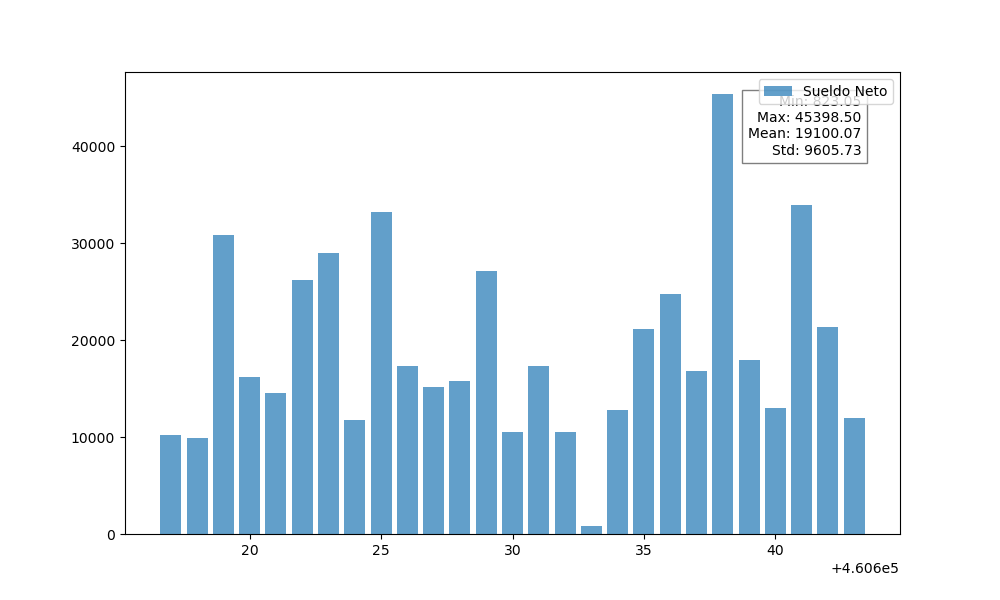 Sueldo Neto
Min: 823.05
Max: 45398.50
Mean: 19100.07
Std: 9605.73
40000
30000
20000
10000
0
20 25 30 35 40
+4.606e5